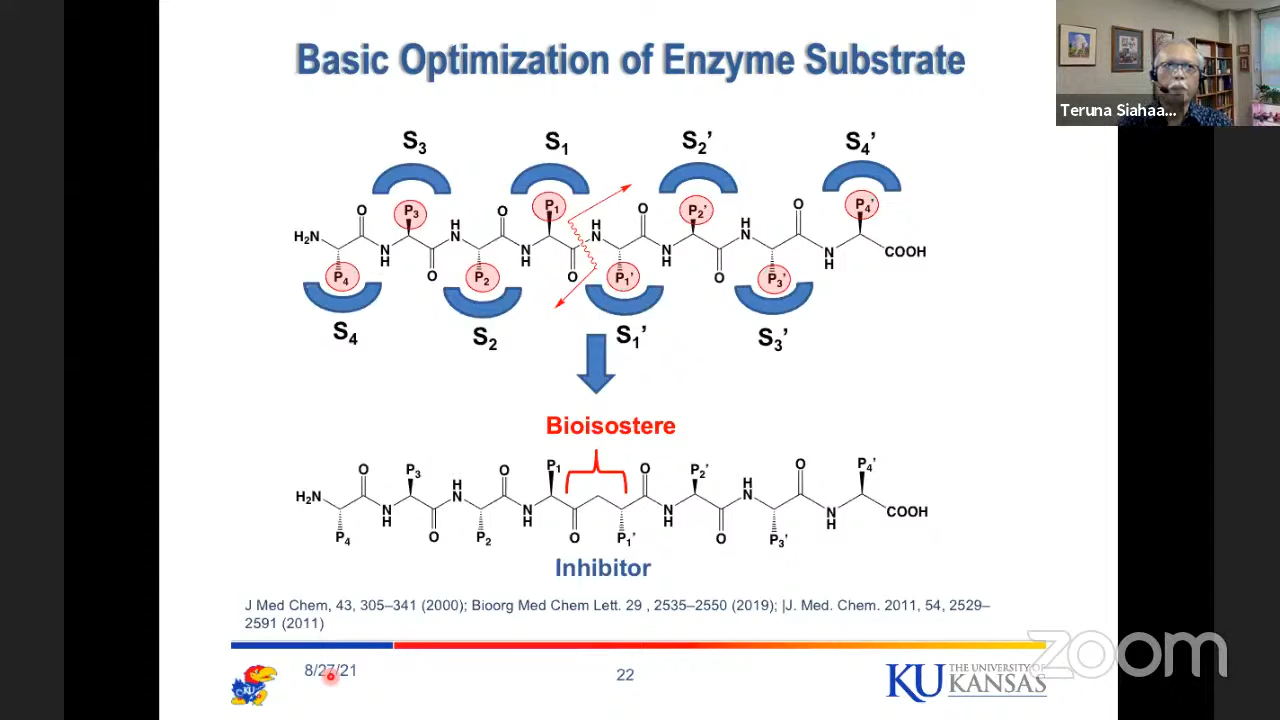 Basic Optimization of Enzyme Substrate
Teruna Siahaa...
S3 S1 S2’ S4’
O P3 H N O P1 H N O P2’ H N O P4’
H2N N H O N H O N H O N H COOH
P4 P2 P1’ P3’
S4 S2 S1’ S3’
Bioisostere
O P3 H N O P1 O P2’ H N O P4’
H2N N H O N H O N H O N H COOH
P4 P2 P1’ P3’
Inhibitor
J Med Chem, 43, 305–341 (2000); Bioorg Med Chem Lett. 29 , 2535–2550 (2019); |J. Med. Chem. 2011, 54, 2529–
2591 (2011)
zoom
8/27/21
22
KU THE UNIVERSITY OF
KANSAS
KU